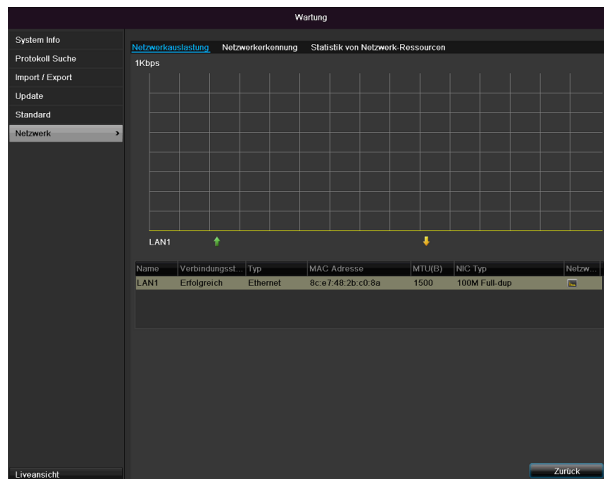 Wartung
System Info
Protokoll Suche
Import / Export
Update
Standard
Netzwerk >
Liveansicht
Netzwerkauslastung Netzwerkerkennung Statistik von Netzwerk-Ressourcen
1Kbps
LAN1
Name Verbindungsst... Typ MAC Adresse MTU(B) NIC Typ Netzw...
LAN1 Erfolgreich Ethernet 8c:e7:48:2b:c0:8a 1500 100M Full-dup
Zurück